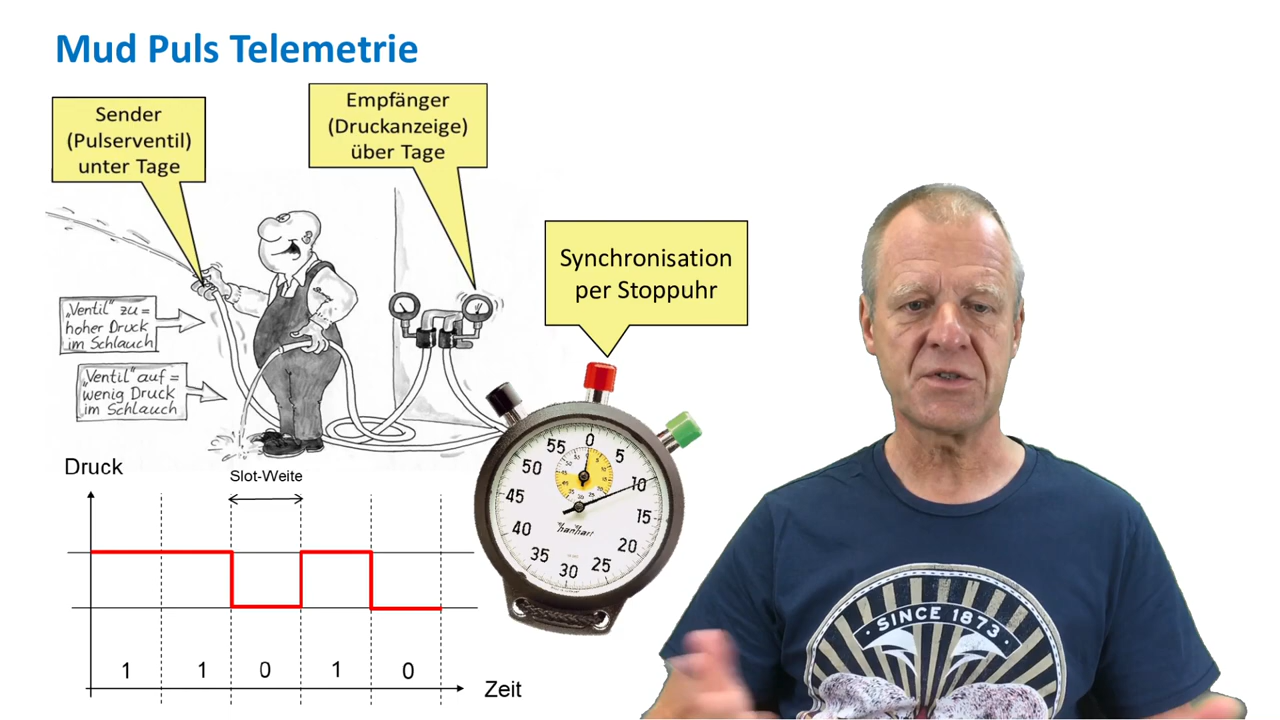 Mud Puls Telemetrie
Sender
(Pulserventil)
unter Tage
Empfänger
(Druckanzeige)
über Tage
Synchronisation
per Stoppuhr
„Ventil" zu =
hoher Druck
im Schlauch
„Ventil" auf =
wenig Druck
im Schlauch
Druck
Slot-Weite
1 1 0 1 0
Zeit
0
5
10
15
20
25
30
35
40
45
50
55
hanhart
SINCE 1873